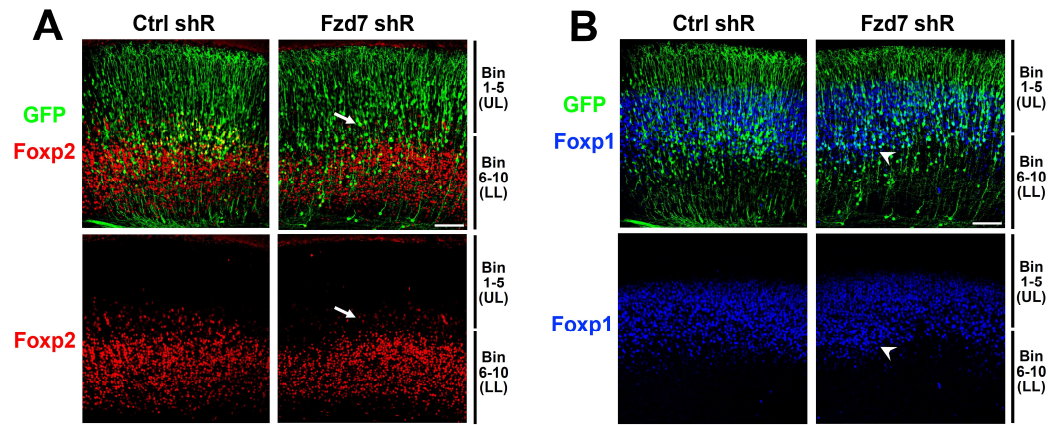 A
Ctrl shR
Fzd7 shR
GFP
Foxp2
Bin
1-5
(UL)
Bin
6-10
(LL)
Foxp2
Bin
1-5
(UL)
Bin
6-10
(LL)
B
Ctrl shR
Fzd7 shR
GFP
Foxp1
Bin
1-5
(UL)
Bin
6-10
(LL)
Foxp1
Bin
1-5
(UL)
Bin
6-10
(LL)